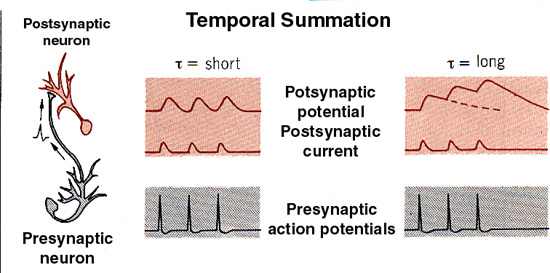 Temporal Summation
Postsynaptic
neuron
τ = short
τ = long
Potsynaptic
potential
Postsynaptic
current
Presynaptic
action potentials
Presynaptic
neuron